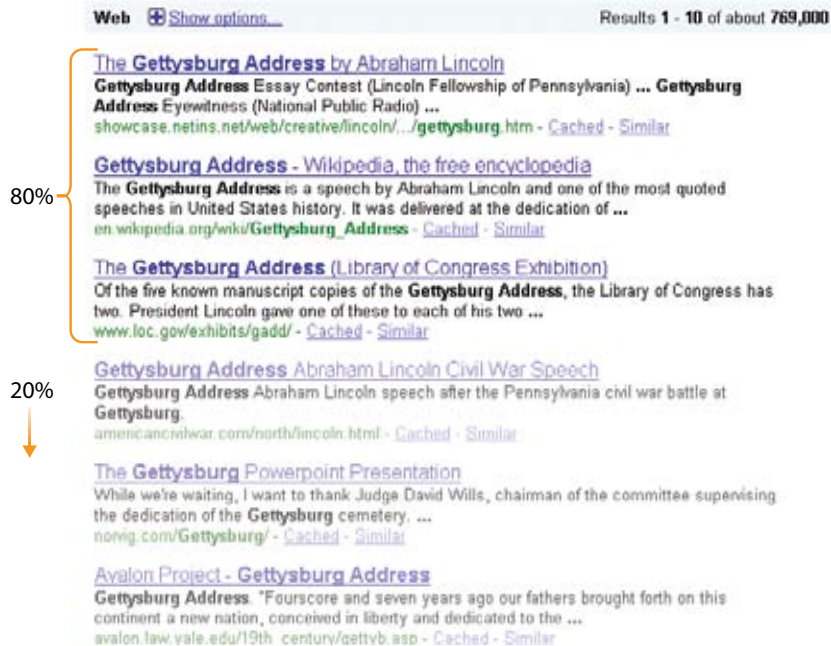 Web Show options... Results 1 - 10 of about 769,000
The Gettysburg Address by Abraham Lincoln
Gettysburg Address Essay Contest (Lincoln Fellowship of Pennsylvania) ... Gettysburg
Address Eyewitness (National Public Radio) ...
showcase.netins.net/web/creative/lincoln/.../gettysburg.htm - Cached - Similar
Gettysburg Address - Wikipedia, the free encyclopedia
80%
The Gettysburg Address is a speech by Abraham Lincoln and one of the most quoted
speeches in United States history. It was delivered at the dedication of ...
en.wikipedia.org/wiki/Gettysburg_Address - Cached - Similar
The Gettysburg Address (Library of Congress Exhibition)
Of the five known manuscript copies of the Gettysburg Address, the Library of Congress has
two. President Lincoln gave one of these to each of his two ...
www.loc.gov/exhibits/gadd/ - Cached - Similar
Gettysburg Address Abraham Lincoln Civil War Speech
20%
Gettysburg Address Abraham Lincoln speech after the Pennsylvania civil war battle at
Gettysburg.
americancivilwar.com/north/lincoln.html - Cached - Similar
The Gettysburg Powerpoint Presentation
While we're waiting, I want to thank Judge David Wills, chairman of the committee supervising
the dedication of the Gettysburg cemetery. ...
norvig.com/Gettysburg/ - Cached - Similar
Avalon Project - Gettysburg Address
Gettysburg Address. "Fourscore and seven years ago our fathers brought forth on this
continent a new nation, conceived in liberty and dedicated to the ...
avalon.law.yale.edu/19th_century/gettyb.asp - Cached - Similar